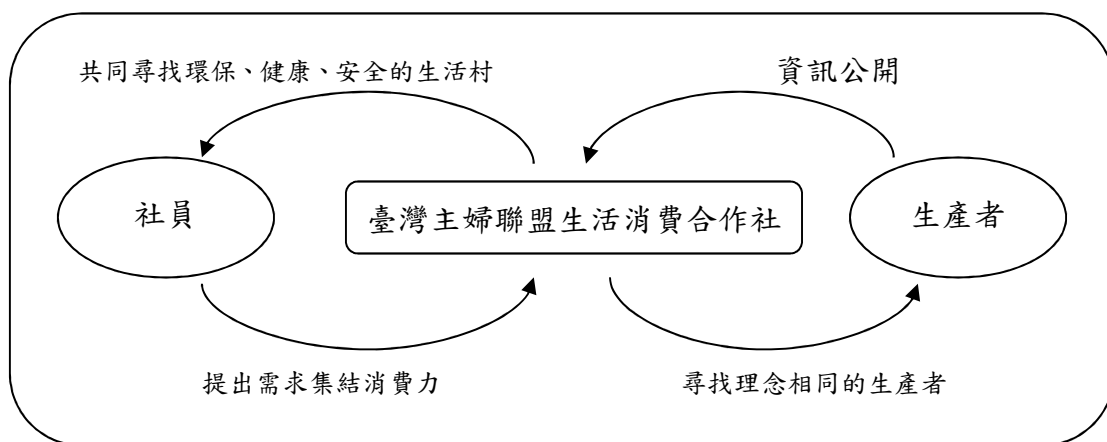 共同尋找環保、健康、安全的生活村
資訊公開
社員
臺灣主婦聯盟生活消費合作社
生產者
提出需求集結消費力
尋找理念相同的生產者